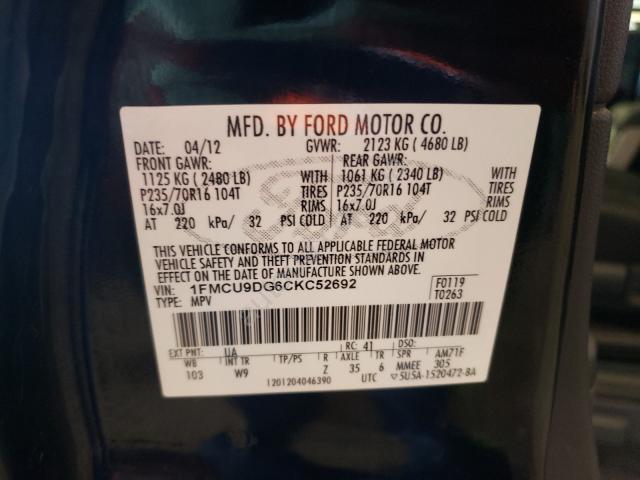 MFD. BY FORD MOTOR CO.
DATE: 04/12 GVWR: 2123 KG ( 4680 LB)
FRONT GAWR: REAR GAWR:
1125 KG ( 2480 LB) WITH 1061 KG ( 2340 LB) WITH
P235/70R16 104T TIRES P235/70R16 104T TIRES
16x7.0J RIMS 16x7.0J RIMS
AT 220 kPa/ 32 PSI COLD AT 220 kPa/ 32 PSI COLD
THIS VEHICLE CONFORMS TO ALL APPLICABLE FEDERAL MOTOR
VEHICLE SAFETY AND THEFT PREVENTION STANDARDS IN
EFFECT ON THE DATE OF MANUFACTURE SHOWN ABOVE.
VIN: 1FMCU9DG6CKC52692 F0119
TYPE: MPV T0263
EXT PNT: UA RC: 41 DSO:
WB INT TR TP/PS R AXLE TR SPR AM71F
103 W9 Z 35 6 MMEE 305
1201204046390 UTC 5U5A-1520472-BA